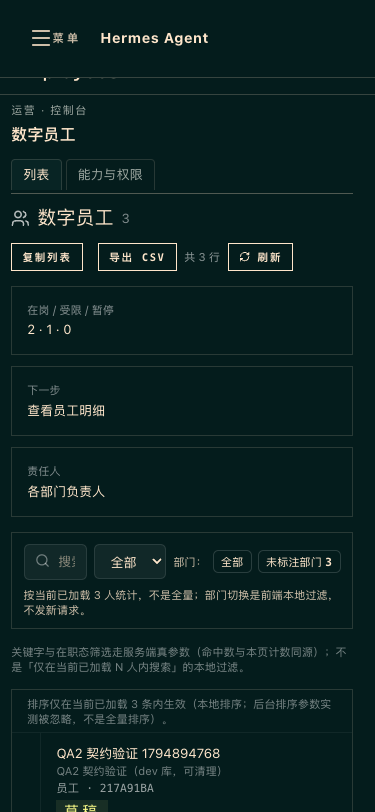 菜单 Hermes Agent
运营 · 控制台
数字员工
列表 能力与权限
数字员工 3
复制列表 导出 CSV 共 3 行 刷新
在岗 / 受限 / 暂停
2 · 1 · 0
下一步
查看员工明细
责任人
各部门负责人
全部 部门： 全部 未标注部门 3
按当前已加载 3 人统计，不是全量；部门切换是前端本地过滤，
不发新请求。
关键字与在职态筛选走服务端真参数（命中数与本页计数同源）；不
是「仅在当前已加载 N 人内搜索」的本地过滤。
排序仅在当前已加载 3 条内生效（本地排序；后台排序参数实
测被忽略，不是全量排序）。
QA2 契约验证 1794894768
QA2 契约验证（dev 库，可清理）
员工 · 217A91BA
草稿